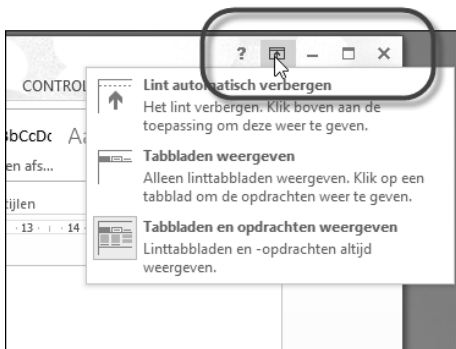 ?
CONTROL
Lint automatisch verbergen
Het lint verbergen. Klik boven aan de
toepassing om deze weer te geven.
bCcDc Aa
en afs...
Tabbladen weergeven
Alleen linttabbladen weergeven. Klik op een
tabblad om de opdrachten weer te geven.
tijlen
· 13 · ı · 14
Tabbladen en opdrachten weergeven
Linttabbladen en -opdrachten altijd
weergeven.